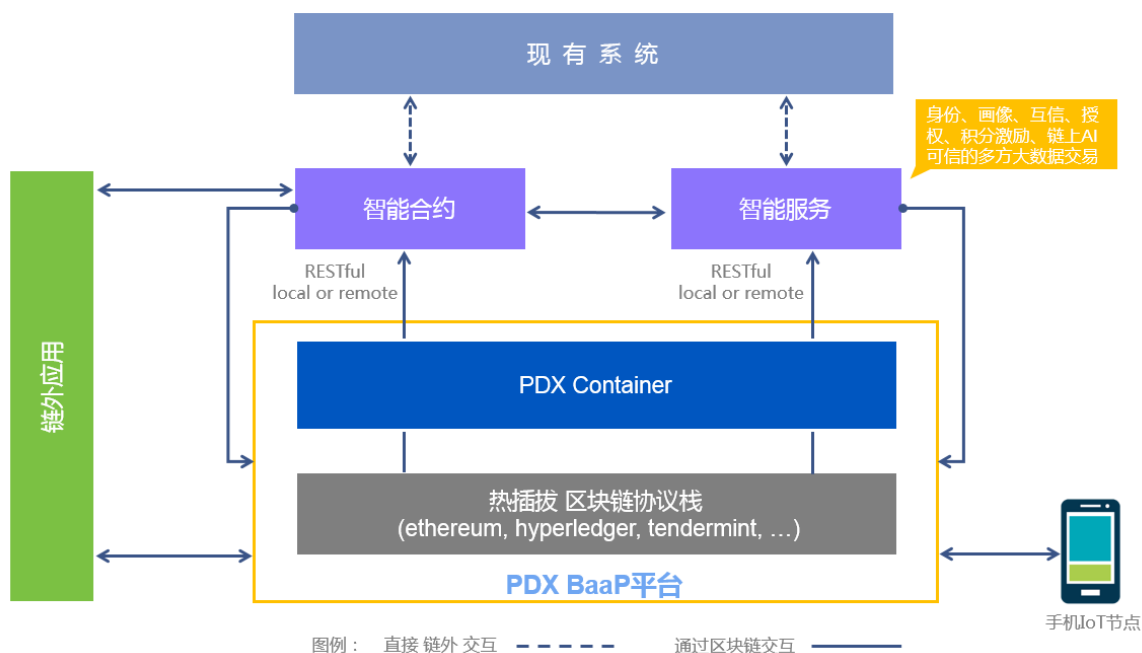 现 有 系 统
身份、画像、互信、授
权、积分激励、链上AI
可信的多方大数据交易
智能合约
智能服务
RESTful
local or remote
RESTful
local or remote
链外应用
PDX Container
热插拔 区块链协议栈
(ethereum, hyperledger, tendermint, …)
PDX BaaP平台
手机IoT节点
图例： 直接 链外 交互
通过区块链交互